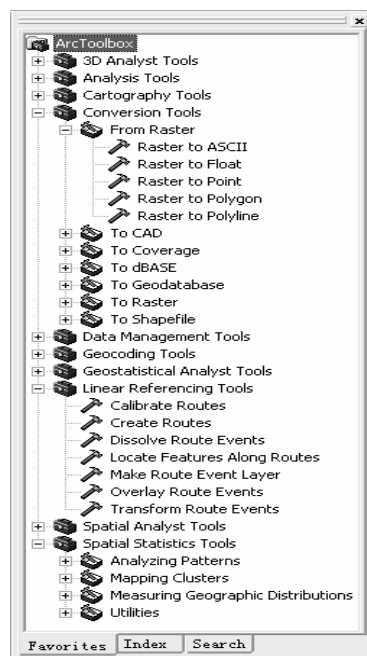 ArcToolbox
3D Analyst Tools
Analysis Tools
Cartography Tools
Conversion Tools
From Raster
Raster to ASCII
Raster to Float
Raster to Point
Raster to Polygon
Raster to Polyline
To CAD
To Coverage
To dBASE
To Geodatabase
To Raster
To Shapefile
Data Management Tools
Geocoding Tools
Geostatistical Analyst Tools
Linear Referencing Tools
Calibrate Routes
Create Routes
Dissolve Route Events
Locate Features Along Routes
Make Route Event Layer
Overlay Route Events
Transform Route Events
Spatial Analyst Tools
Spatial Statistics Tools
Analyzing Patterns
Mapping Clusters
Measuring Geographic Distributions
Utilities
Favorites Index Search